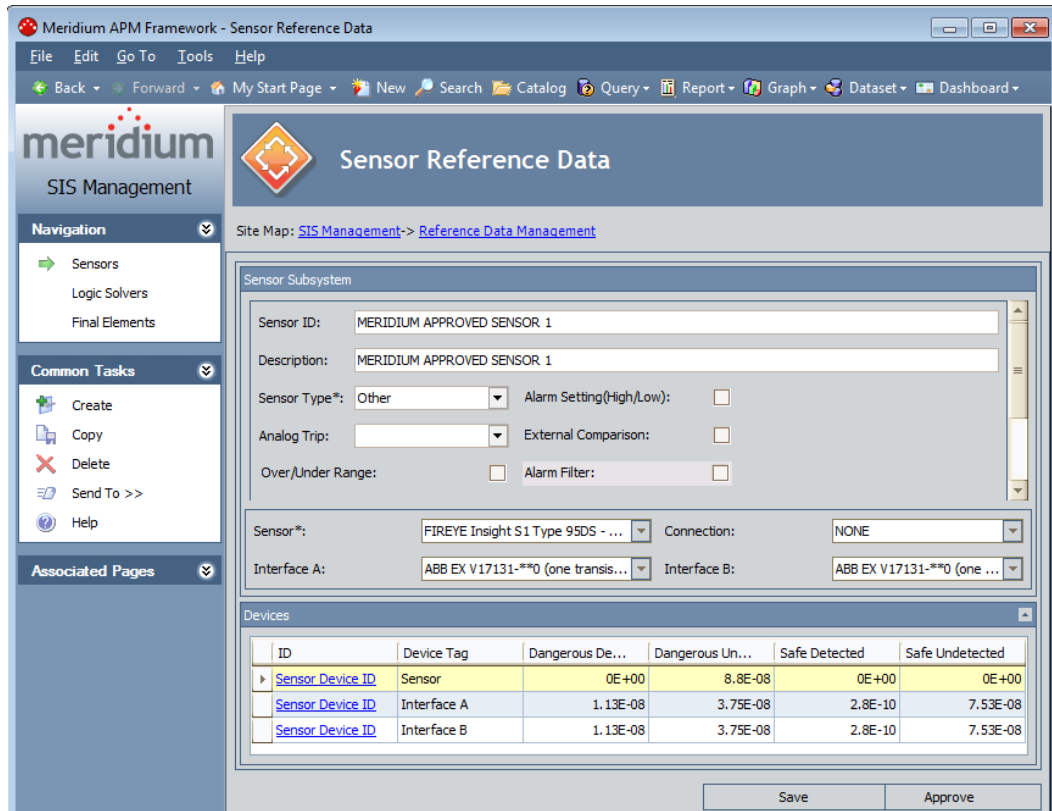 Meridium APM Framework - Sensor Reference Data
File Edit Go To Tools Help
Back Forward My Start Page New Search Catalog Query Report Graph Dataset Dashboard
meridium
SIS Management
Sensor Reference Data
Navigation
Sensors
Logic Solvers
Final Elements
Common Tasks
Create
Copy
Delete
Send To >>
Help
Associated Pages
Site Map: SIS Management-> Reference Data Management
Sensor Subsystem
Sensor ID: MERIDIUM APPROVED SENSOR 1
Description: MERIDIUM APPROVED SENSOR 1
Sensor Type*: Other Alarm Setting(High/Low):
Analog Trip: External Comparison:
Over/Under Range: Alarm Filter:
Sensor*: FIREYE Insight S1 Type 95DS - ... Connection: NONE
Interface A: ABB EX V17131-**0 (one transis... Interface B: ABB EX V17131-**0 (one ...
Devices
ID Device Tag Dangerous De... Dangerous Un... Safe Detected Safe Undetected
Sensor Device ID Sensor 0E+00 8.8E-08 0E+00 0E+00
Sensor Device ID Interface A 1.13E-08 3.75E-08 2.8E-10 7.53E-08
Sensor Device ID Interface B 1.13E-08 3.75E-08 2.8E-10 7.53E-08
Save Approve